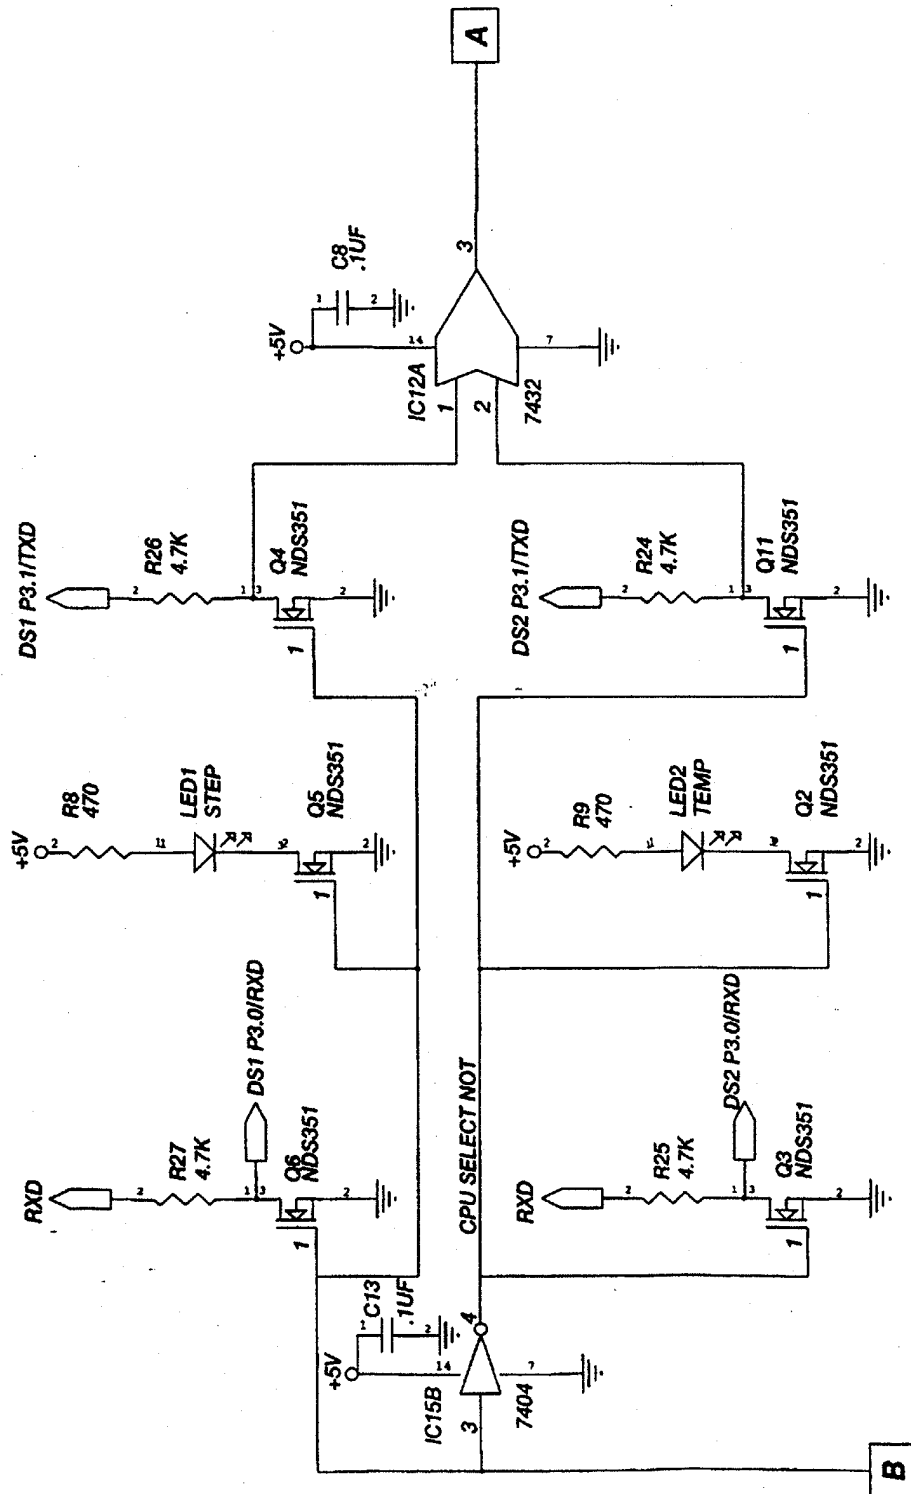 RXD
R27
4.7K
2
1
3
DS1 P3.0/RXD
Q6
NDS351
1
2
+5V
2
R8
470
1
1
LED1
STEP
Q5
NDS351
1
2
DS1 P3.1/TXD
2
R26
4.7K
1
3
Q4
NDS351
1
2
+5V
1
C13
.1UF
2
14
IC15B
3
4
7404
7
CPU SELECT NOT
+5V
1
C8
.1UF
2
14
IC12A
1
2
3
7432
7
A
RXD
2
R25
4.7K
1
3
DS2 P3.0/RXD
Q3
NDS351
1
2
+5V
2
R9
470
1
LED2
TEMP
Q2
NDS351
1
2
DS2 P3.1/TXD
2
R24
4.7K
1
3
Q11
NDS351
1
2
B